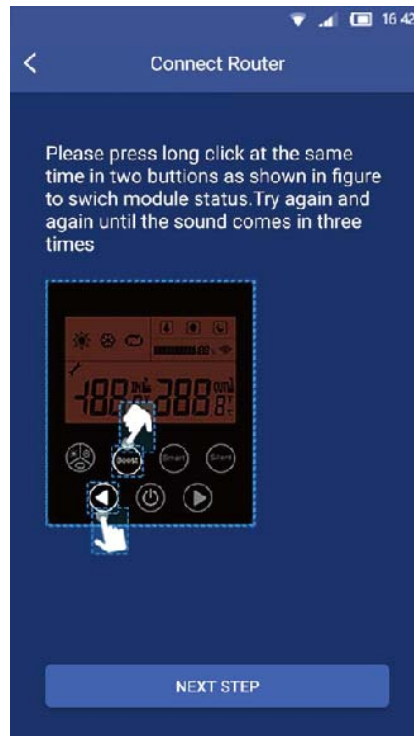 16 42
Connect Router
Please press long click at the same
time in two buttions as shown in figure
to swich module status.Try again and
again until the sound comes in three
times
Boost
Smart
Silent
NEXT STEP